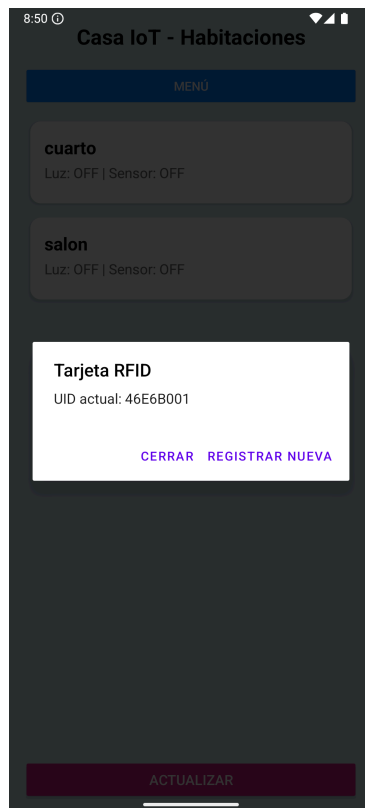 8:50
Casa IoT - Habitaciones
MENÚ
cuarto
Luz: OFF | Sensor: OFF
salon
Luz: OFF | Sensor: OFF
Tarjeta RFID
UID actual: 46E6B001
CERRAR REGISTRAR NUEVA
ACTUALIZAR